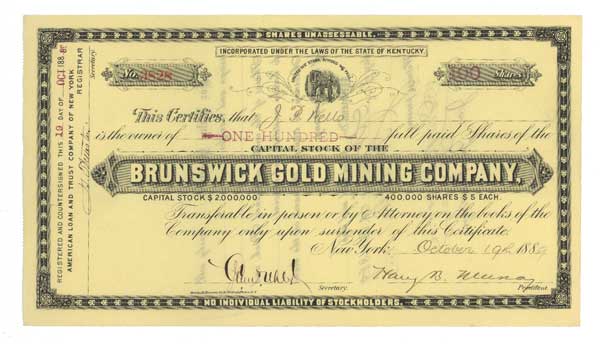 SHARES UNASSESSABLE.
INCORPORATED UNDER THE LAWS OF THE STATE OF KENTUCKY.
No.
100 Shares
This Certifies, that J. F. Wells
is the owner of ONE HUNDRED full paid Shares of the
CAPITAL STOCK OF THE
BRUNSWICK GOLD MINING COMPANY,
CAPITAL STOCK $2,000,000 400,000 SHARES $5 EACH.
Transferable in person or by Attorney on the books of the
Company only upon surrender of this Certificate.
New York October 19th 1889
Secretary. Harry B. President.
NO INDIVIDUAL LIABILITY OF STOCKHOLDERS.
REGISTERED AND COUNTERSIGNED THIS 19 DAY OF OCT 188
AMERICAN LOAN AND TRUST COMPANY OF NEW YORK REGISTRAR
Secretary.